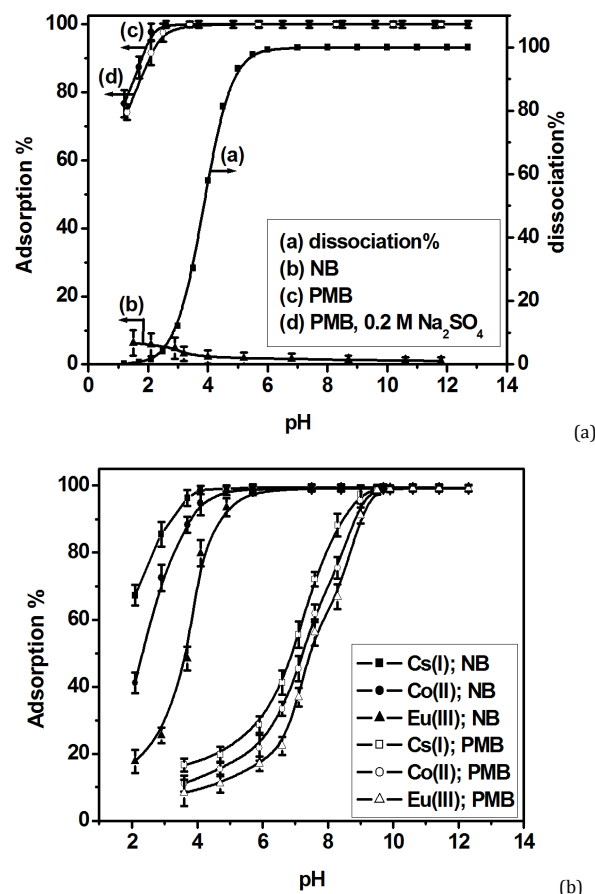 100
80
60
40
20
0
Adsorption %
100
80
60
40
20
0
dissociation%
(c)
(d)
(a)
(b)
(a) dissociation%
(b) NB
(c) PMB
(d) PMB, 0.2 M Na₂SO₄
0 2 4 6 8 10 12 14
pH
(a)
100
80
60
40
20
0
Adsorption %
Cs(I); NB
Co(II); NB
Eu(III); NB
Cs(I); PMB
Co(II); PMB
Eu(III); PMB
2 4 6 8 10 12 14
pH
(b)